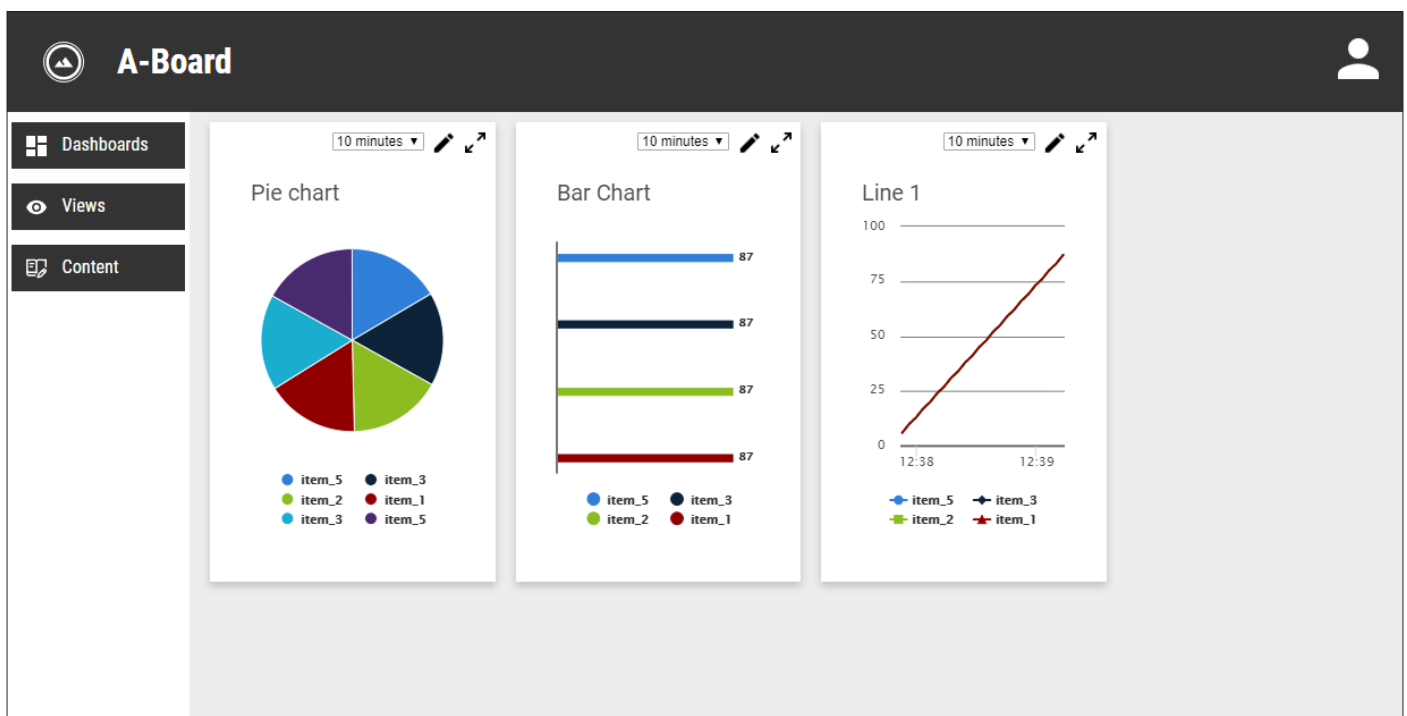 A-Board
Dashboards
Views
Content
10 minutes
Pie chart
item_5 item_3
item_2 item_1
item_3 item_5
10 minutes
Bar Chart
87
87
87
87
item_5 item_3
item_2 item_1
10 minutes
Line 1
100
75
50
25
0
12:38 12:39
item_5 item_3
item_2 item_1